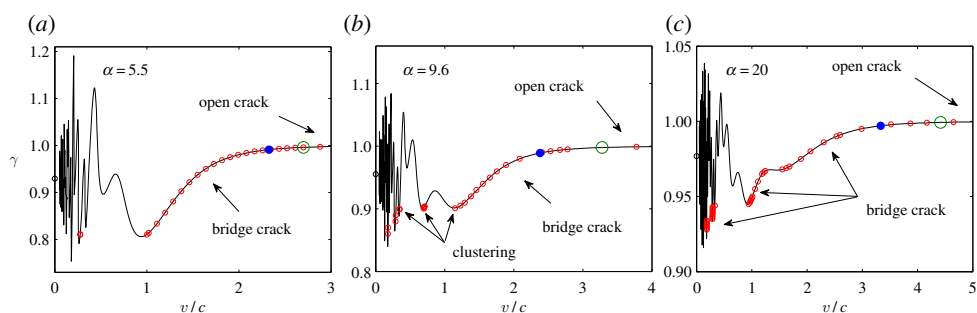 (a)
1.2
1.1
1.0
0.9
0.8
γ
α = 5.5
open crack
bridge crack
0 1 2 3
v/c
(b)
1.2
1.1
1.0
0.9
0.8
α = 9.6
open crack
bridge crack
clustering
0 1 2 3 4
v/c
(c)
1.05
1.00
0.95
0.90
α = 20
open crack
bridge crack
0 1 2 3 4 5
v/c